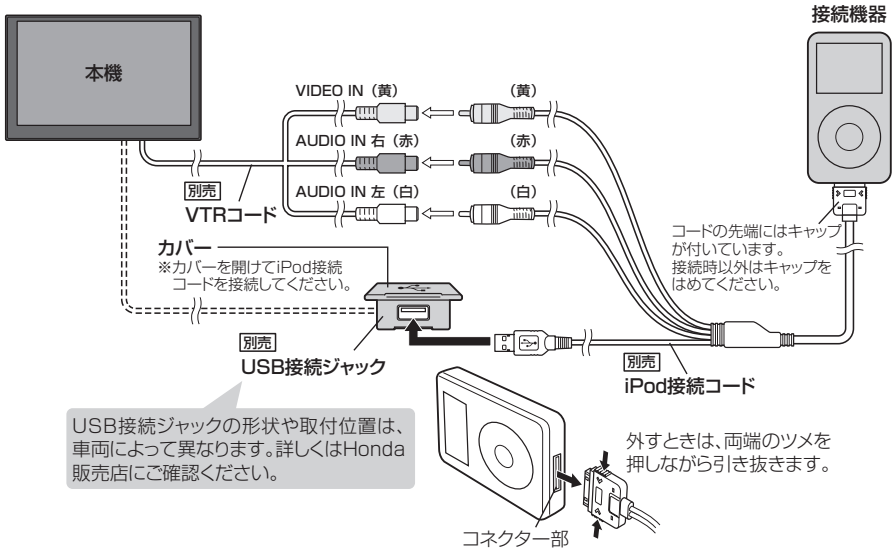 接続機器
本機
VIDEO IN（黄）
（黄）
AUDIO IN 右（赤）
（赤）
AUDIO IN 左（白）
（白）
別売
VTRコード
コードの先端にはキャップ
が付いています。
接続時以外はキャップを
はめてください。
カバー
※カバーを開けてiPod接続
コードを接続してください。
別売
USB接続ジャック
別売
iPod接続コード
USB接続ジャックの形状や取付位置は、
車両によって異なります。詳しくはHonda
販売店にご確認ください。
外すときは、両端のツメを
押しながら引き抜きます。
コネクター部